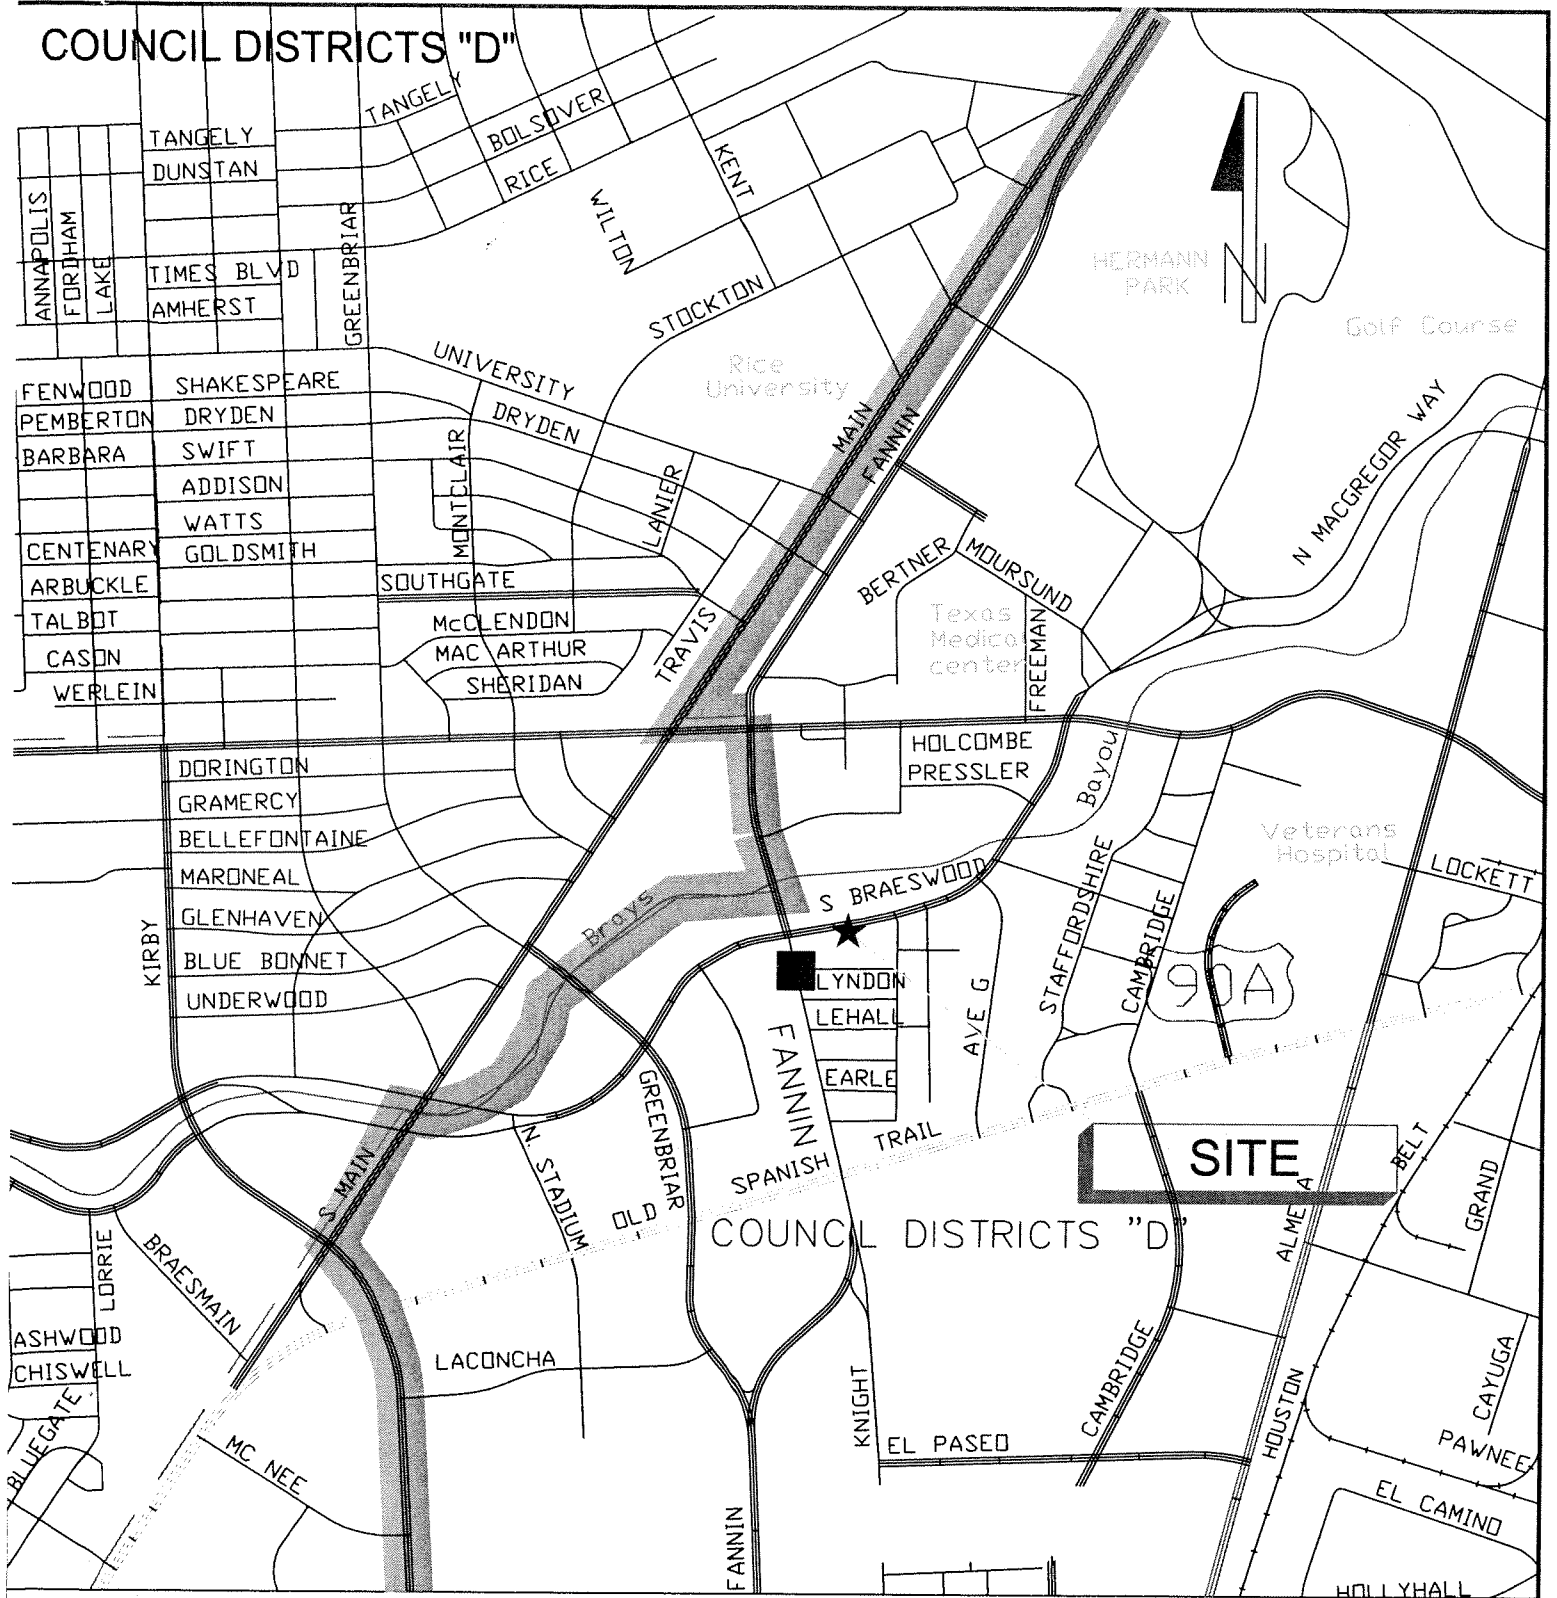 COUNCIL DISTRICTS "D"
TANGELY
TANGELY
BOLSOVER
DUNSTAN
RICE
KENT
WILTON
ANNAPOLIS
FORDHAM
LAKE
GREENBRIAR
TIMES BLVD
AMHERST
STOCKTON
HERMANN
PARK
N
Golf Course
UNIVERSITY
Rice
University
FENWOOD
SHAKESPEARE
PEMBERTON
DRYDEN
DRYDEN
MAIN
FANNIN
N MACGREGOR WAY
BARBARA
SWIFT
MONTCLAIR
LANIER
ADDISON
WATTS
CENTENARY
GOLDSMITH
BERTNER
MOURSUND
ARBUCKLE
SOUTHGATE
TALBOT
McCLENDON
TRAVIS
Texas
Medical
center
FREEMAN
CASON
MAC ARTHUR
WERLEIN
SHERIDAN
HOLCOMBE
PRESSLER
Bayou
DORINGTON
GRAMERCY
BELLEFONTAINE
Veterans
Hospital
MARONEAL
S BRAESWOOD
LOCKETT
STAFFORDSHIRE
GLENHAVEN
Brays
CAMBRIDGE
KIRBY
BLUE BONNET
UNDERWOOD
LYNDON
90A
LEHALL
AVE G
FANNIN
EARLE
GREENBRIAR
TRAIL
SITE
BELT
N. STADIUM
SPANISH
S MAIN
OLD
GRAND
COUNCIL DISTRICTS "D"
ALMEDA
LORRIE
BRAESMAIN
ASHWOOD
CHISWELL
LACONCHA
CAMBRIDGE
CAYUGA
BLUEGATE
KNIGHT
HOUSTON
MC NEE
EL PASEO
PAWNEE
EL CAMINO
FANNIN
HOLLYHALL